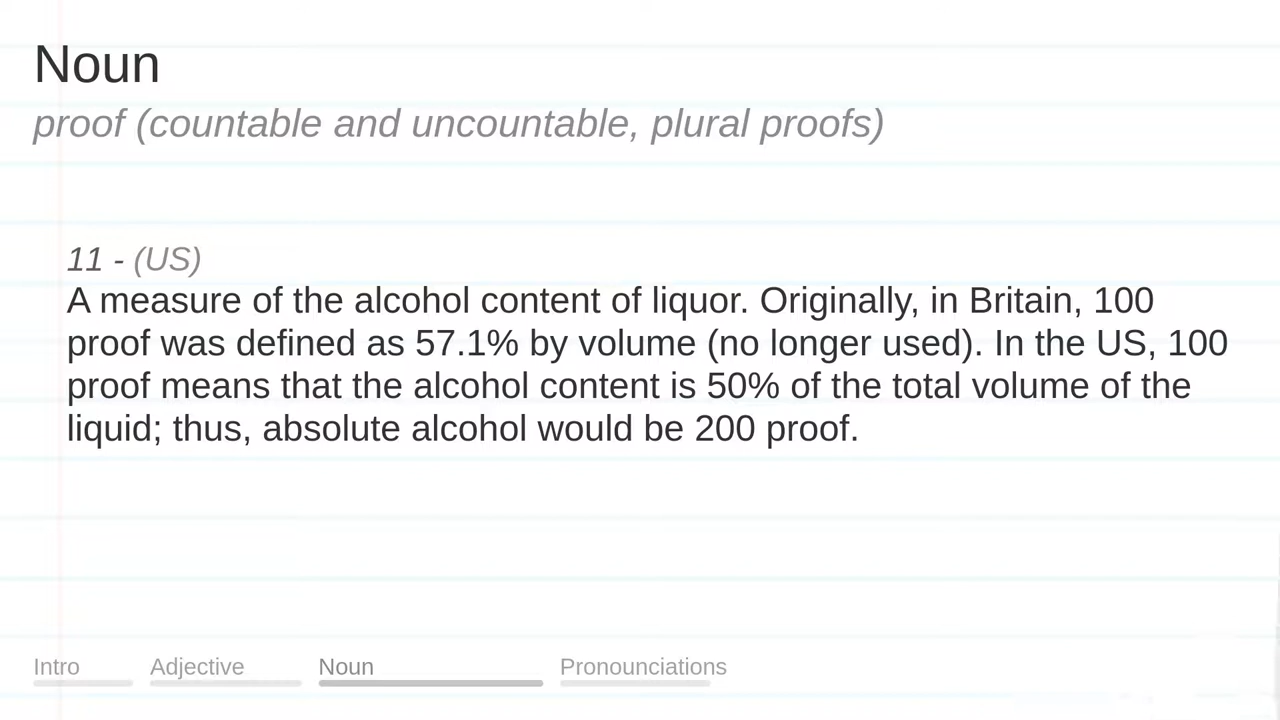 Noun
proof (countable and uncountable, plural proofs)
11 - (US)
A measure of the alcohol content of liquor. Originally, in Britain, 100
proof was defined as 57.1% by volume (no longer used). In the US, 100
proof means that the alcohol content is 50% of the total volume of the
liquid; thus, absolute alcohol would be 200 proof.
Intro Adjective Noun Pronounciations